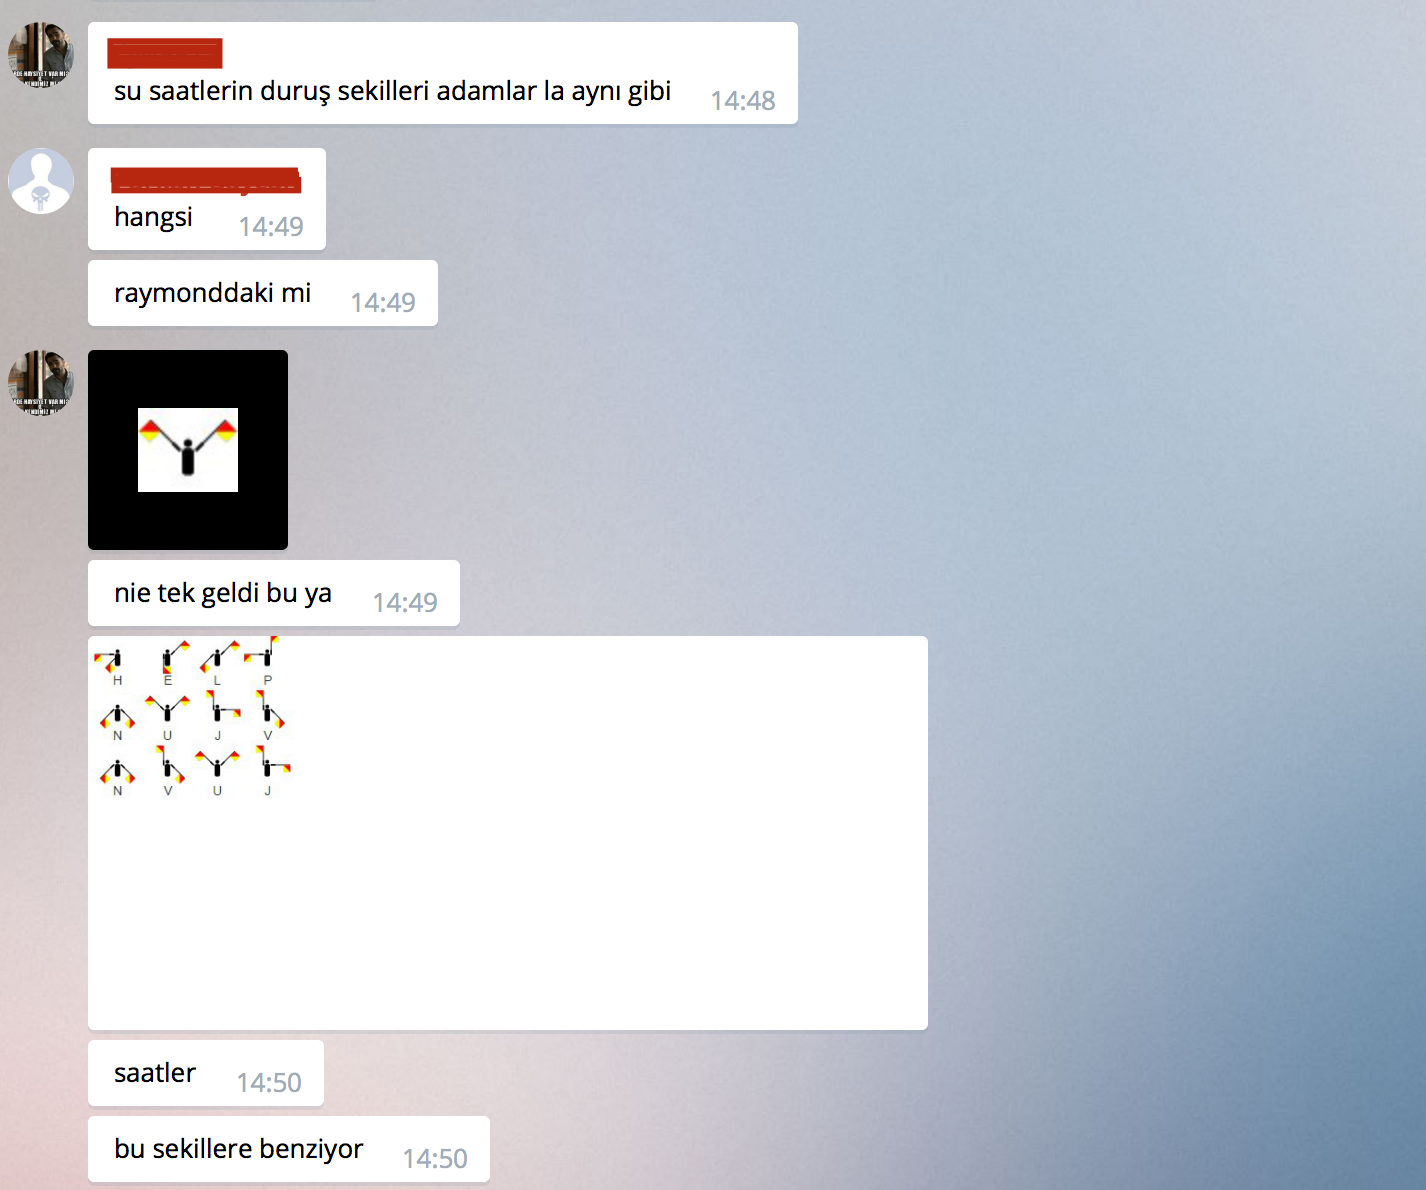 su saatlerin duruş sekilleri adamlar la aynı gibi 14:48
hangsi 14:49
raymonddaki mi 14:49
nie tek geldi bu ya 14:49
H E L P
N U J V
N V U J
saatler 14:50
bu sekillere benziyor 14:50